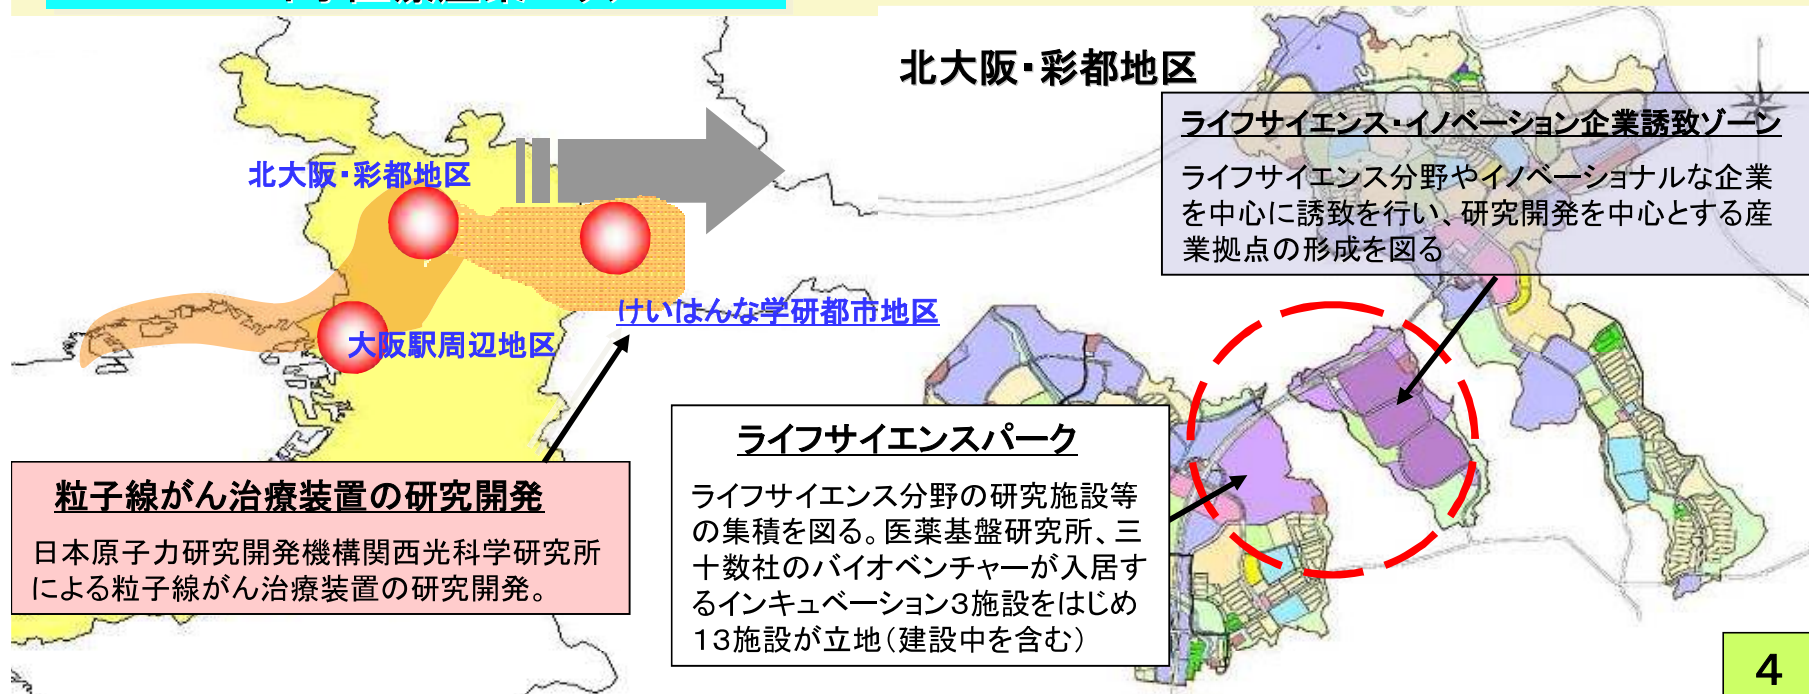 北大阪・彩都地区
ライフサイエンス・イノベーション企業誘致ゾーン
ライフサイエンス分野やイノベーショナルな企業
を中心に誘致を行い、研究開発を中心とする産
業拠点の形成を図る
北大阪・彩都地区
けいはんな学研都市地区
大阪駅周辺地区
ライフサイエンスパーク
ライフサイエンス分野の研究施設等
の集積を図る。医薬基盤研究所、三
十数社のバイオベンチャーが入居す
るインキュベーション3施設をはじめ
13施設が立地（建設中を含む）
粒子線がん治療装置の研究開発
日本原子力研究開発機構関西光科学研究所
による粒子線がん治療装置の研究開発。
4